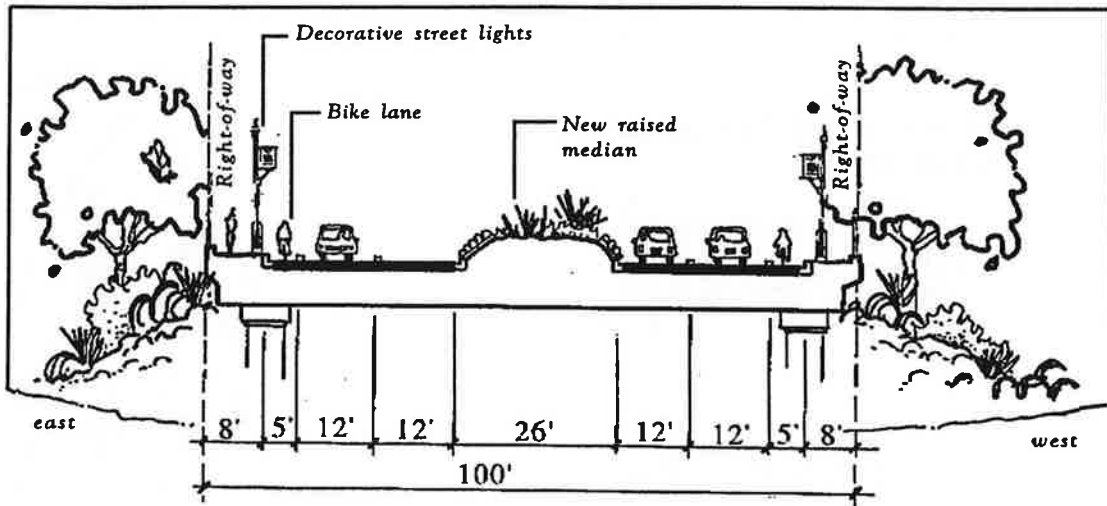 Decorative street lights
Bike lane
New raised
median
Right-of-way
Right-of-way
east
west
8' 5' 12' 12' 26' 12' 12' 5' 8'
100'